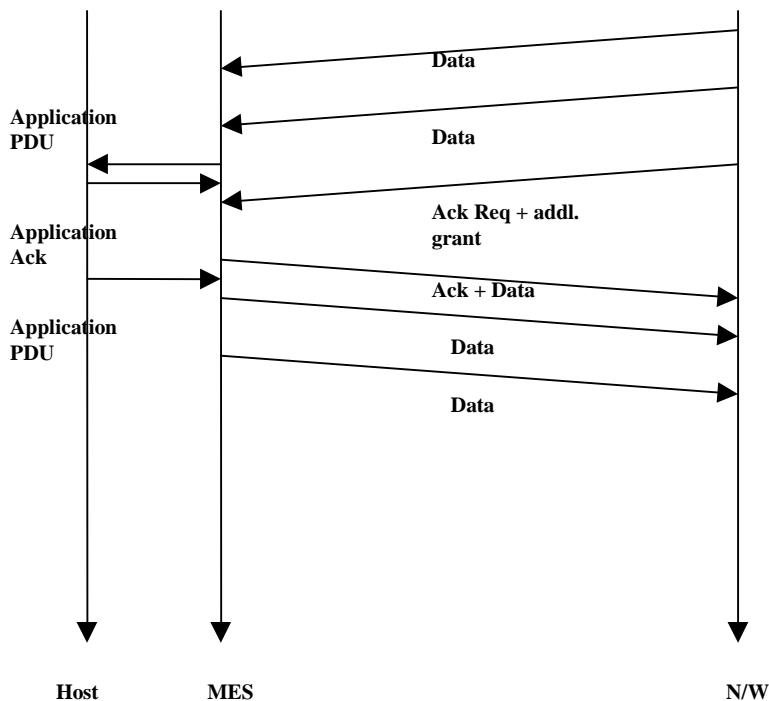 Data
Application
PDU
Data
Ack Req + addl.
grant
Application
Ack
Ack + Data
Application
PDU
Data
Data
Host
MES
N/W